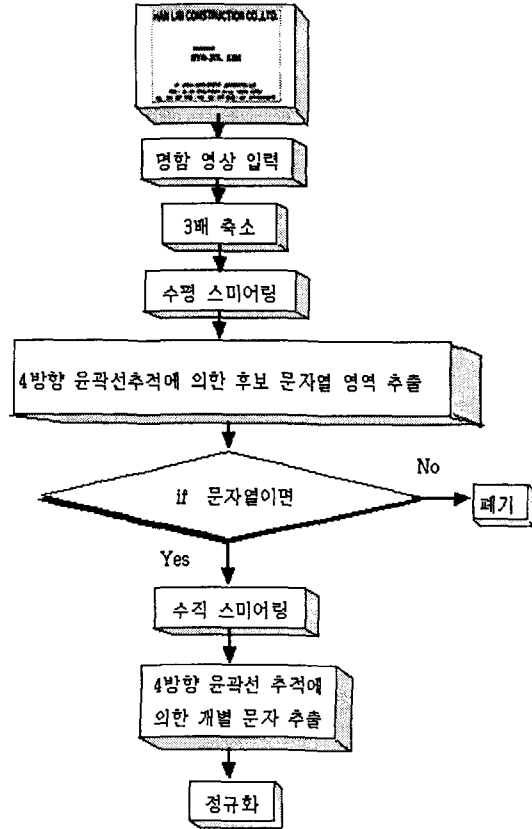 HAN LIM CONSTRUCTION CO.,LTD.
명함 영상 입력
3배 축소
수평 스미어링
4방향 윤곽선추적에 의한 후보 문자열 영역 추출
if 문자열이면
No
폐기
Yes
수직 스미어링
4방향 윤곽선 추적에
의한 개별 문자 추출
정규화